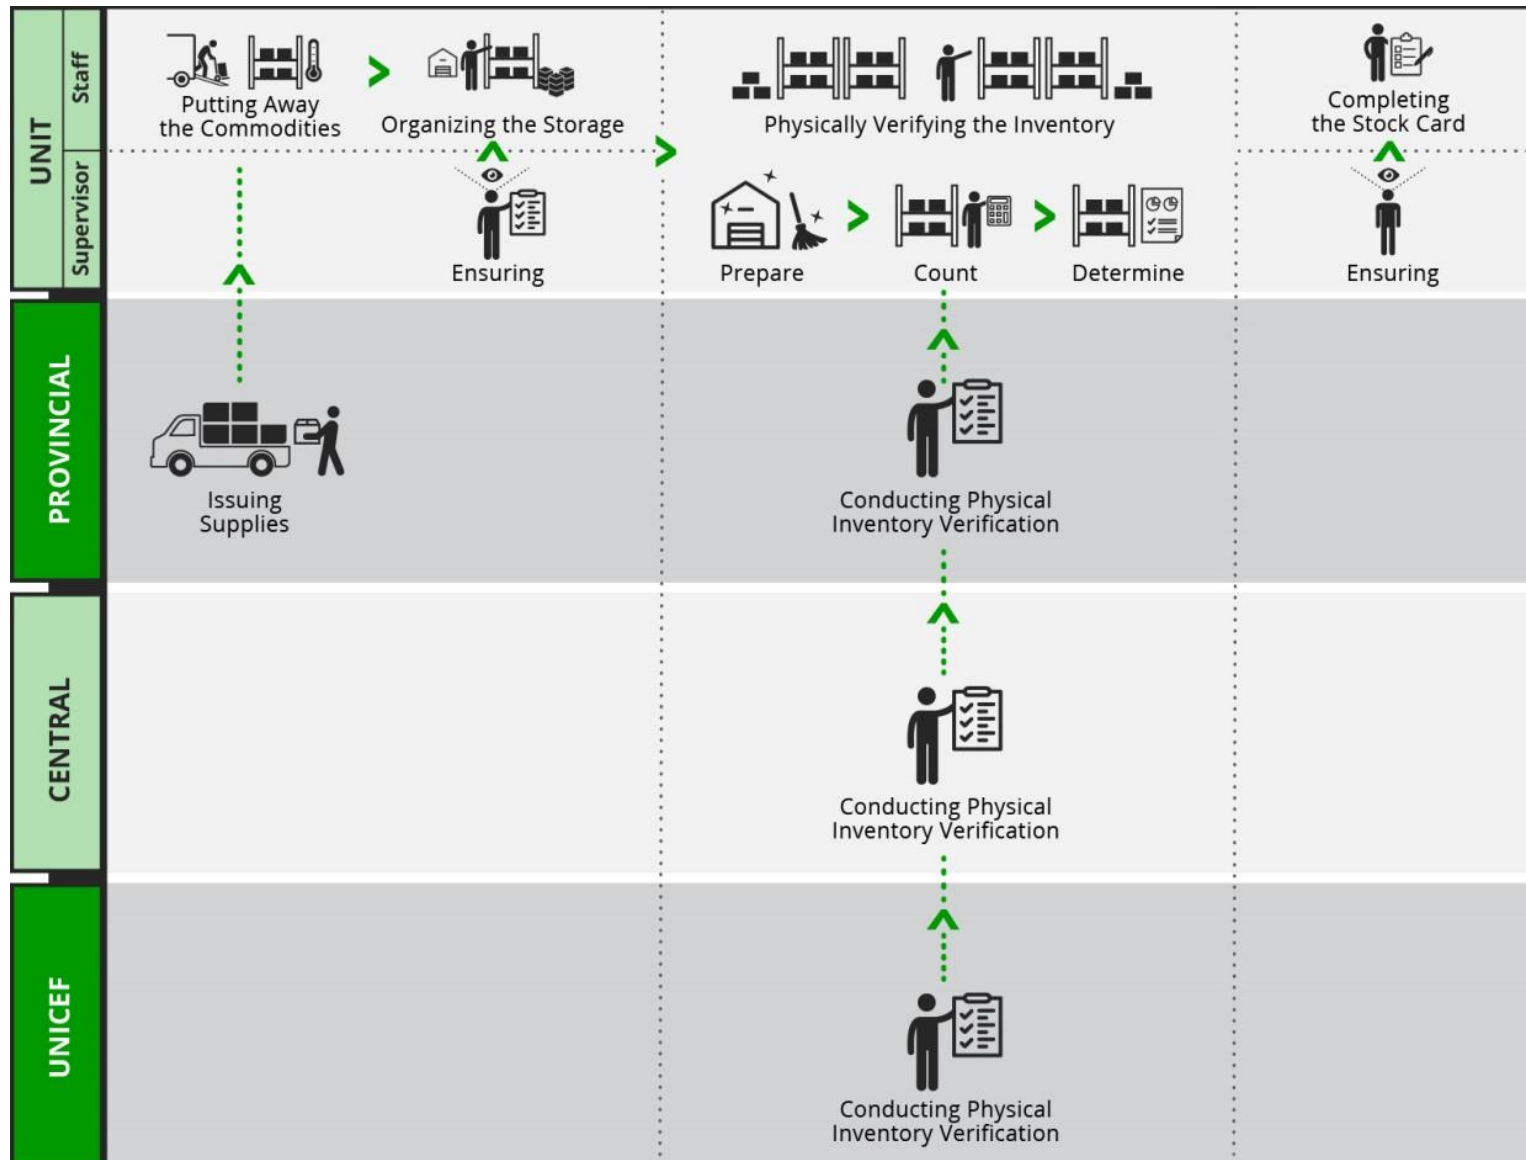 UNIT
Staff
Supervisor
Putting Away
the Commodities
Organizing the Storage
Physically Verifying the Inventory
Completing
the Stock Card
Ensuring
Prepare
Count
Determine
Ensuring
PROVINCIAL
Issuing
Supplies
Conducting Physical
Inventory Verification
CENTRAL
Conducting Physical
Inventory Verification
UNICEF
Conducting Physical
Inventory Verification